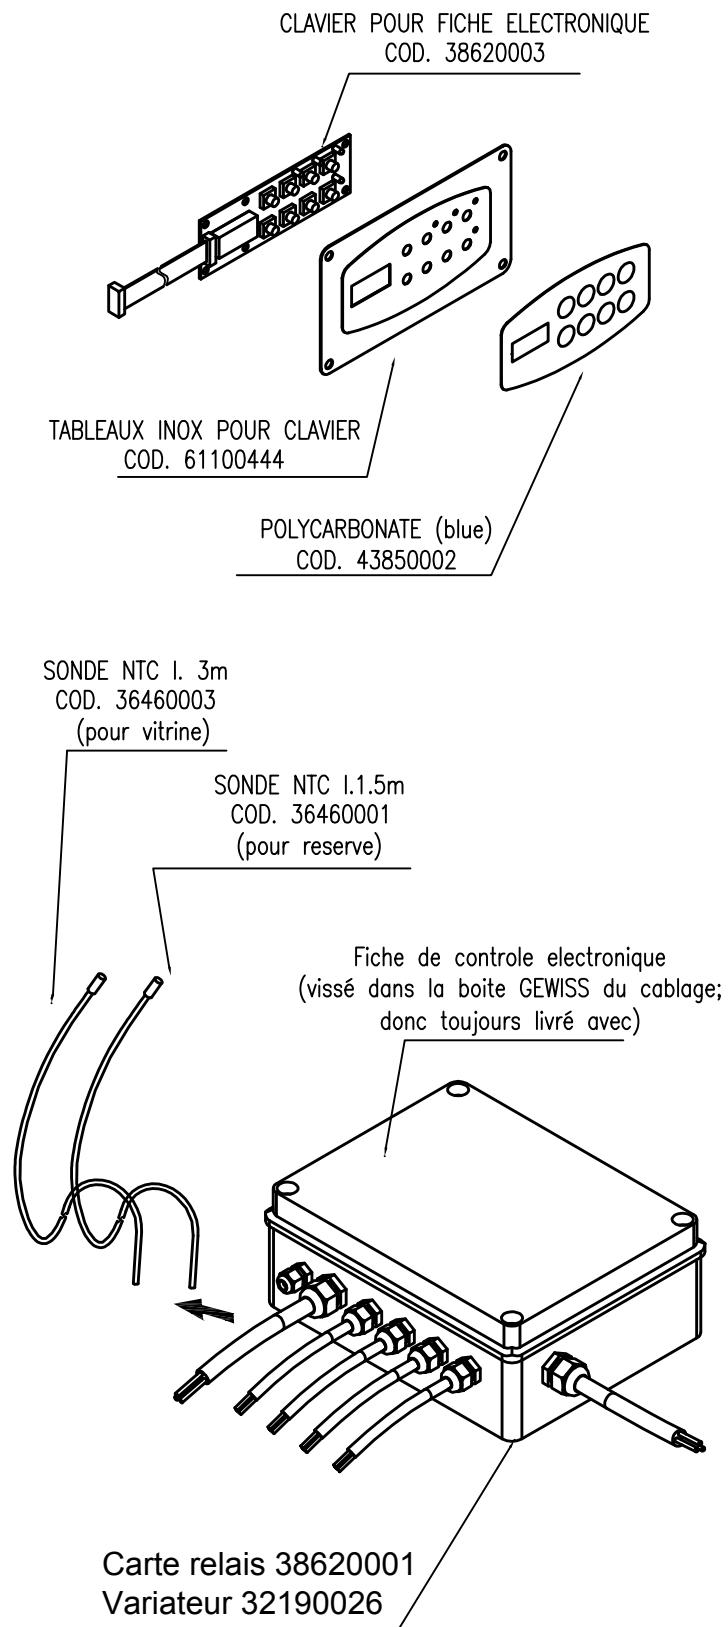 CLAVIER POUR FICHE ELECTRONIQUE
COD. 38620003
TABLEAUX INOX POUR CLAVIER
COD. 61100444
POLYCARBONATE (blue)
COD. 43850002
SONDE NTC l. 3m
COD. 36460003
(pour vitrine)
SONDE NTC l.1.5m
COD. 36460001
(pour reserve)
Fiche de controle electronique
(vissé dans la boite GEWISS du cablage;
donc toujours livré avec)
Carte relais 38620001
Variateur 32190026